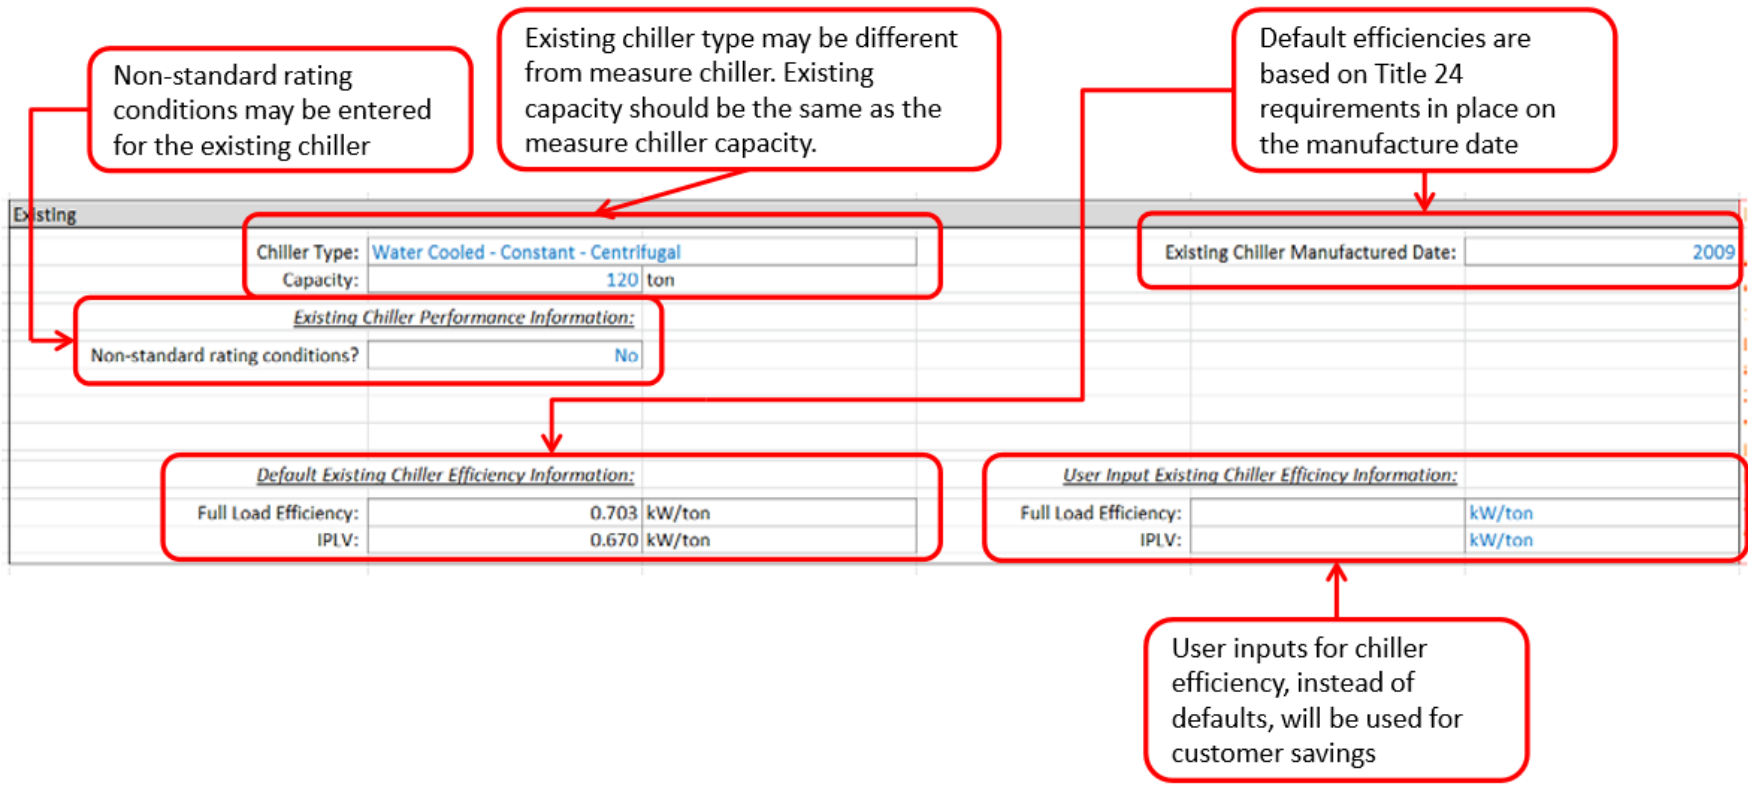 Non-standard rating
conditions may be entered
for the existing chiller
Existing chiller type may be different
from measure chiller. Existing
capacity should be the same as the
measure chiller capacity.
Default efficiencies are
based on Title 24
requirements in place on
the manufacture date
Existing
Chiller Type: Water Cooled - Constant - Centrifugal
Existing Chiller Manufactured Date: 2009
Capacity: 120 ton
Existing Chiller Performance Information:
Non-standard rating conditions? No
Default Existing Chiller Efficiency Information:
User Input Existing Chiller Efficincy Information:
Full Load Efficiency: 0.703 kW/ton
Full Load Efficiency: kW/ton
IPLV: 0.670 kW/ton
IPLV: kW/ton
User inputs for chiller
efficiency, instead of
defaults, will be used for
customer savings